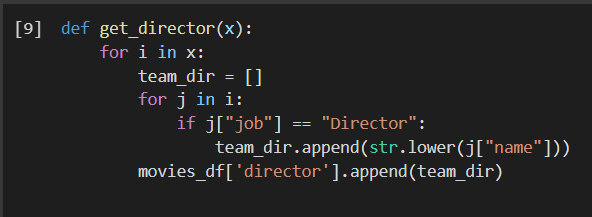 [9] def get_director(x):
for i in x:
team_dir = []
for j in i:
if j["job"] == "Director":
team_dir.append(str.lower(j["name"]))
movies_df['director'].append(team_dir)